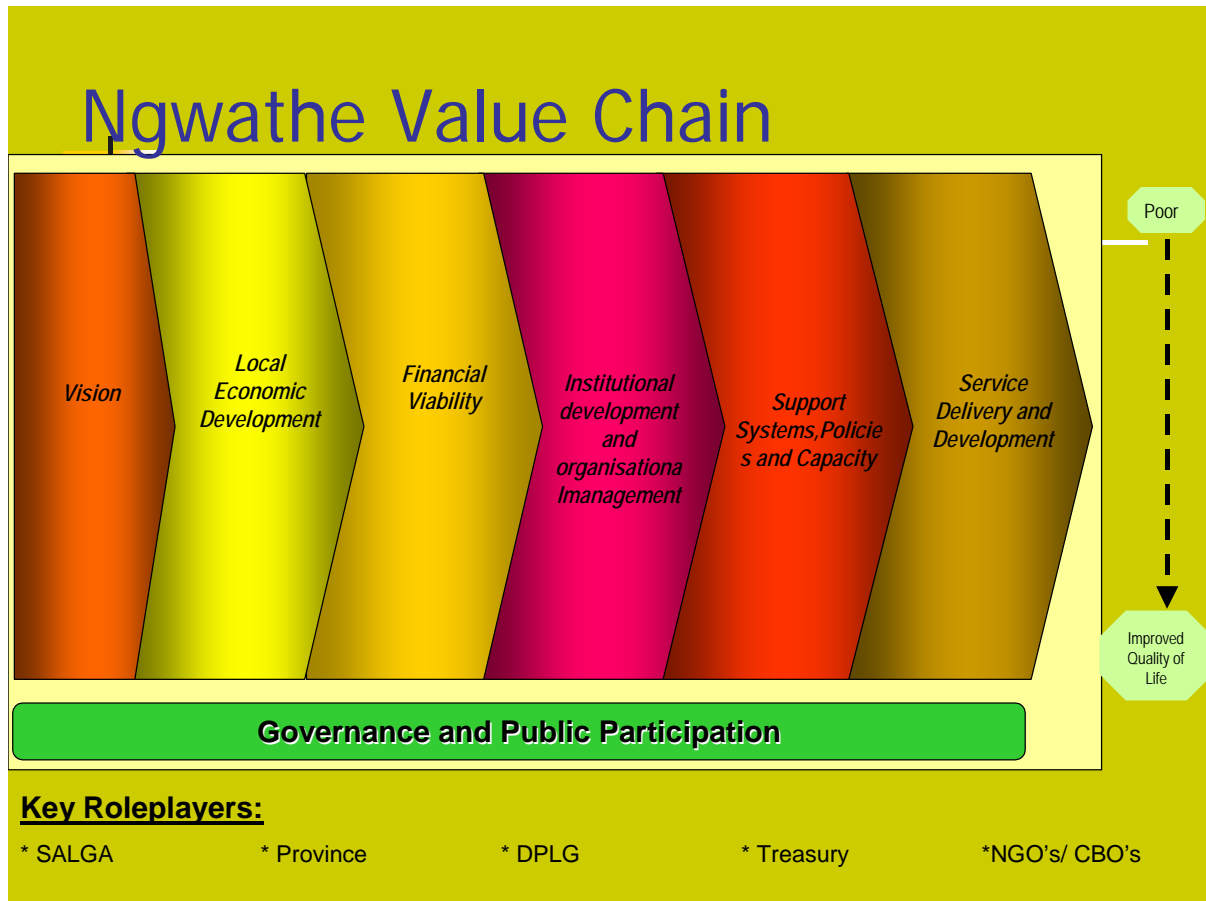 Ngwathe Value Chain
Vision
Local
Economic
Development
Financial
Viability
Institutional
development
and
organisationa
lmanagement
Support
Systems,Policie
s and Capacity
Service
Delivery and
Development
Poor
Improved
Quality of
Life
Governance and Public Participation
Key Roleplayers:
* SALGA * Province * DPLG * Treasury *NGO's/ CBO's